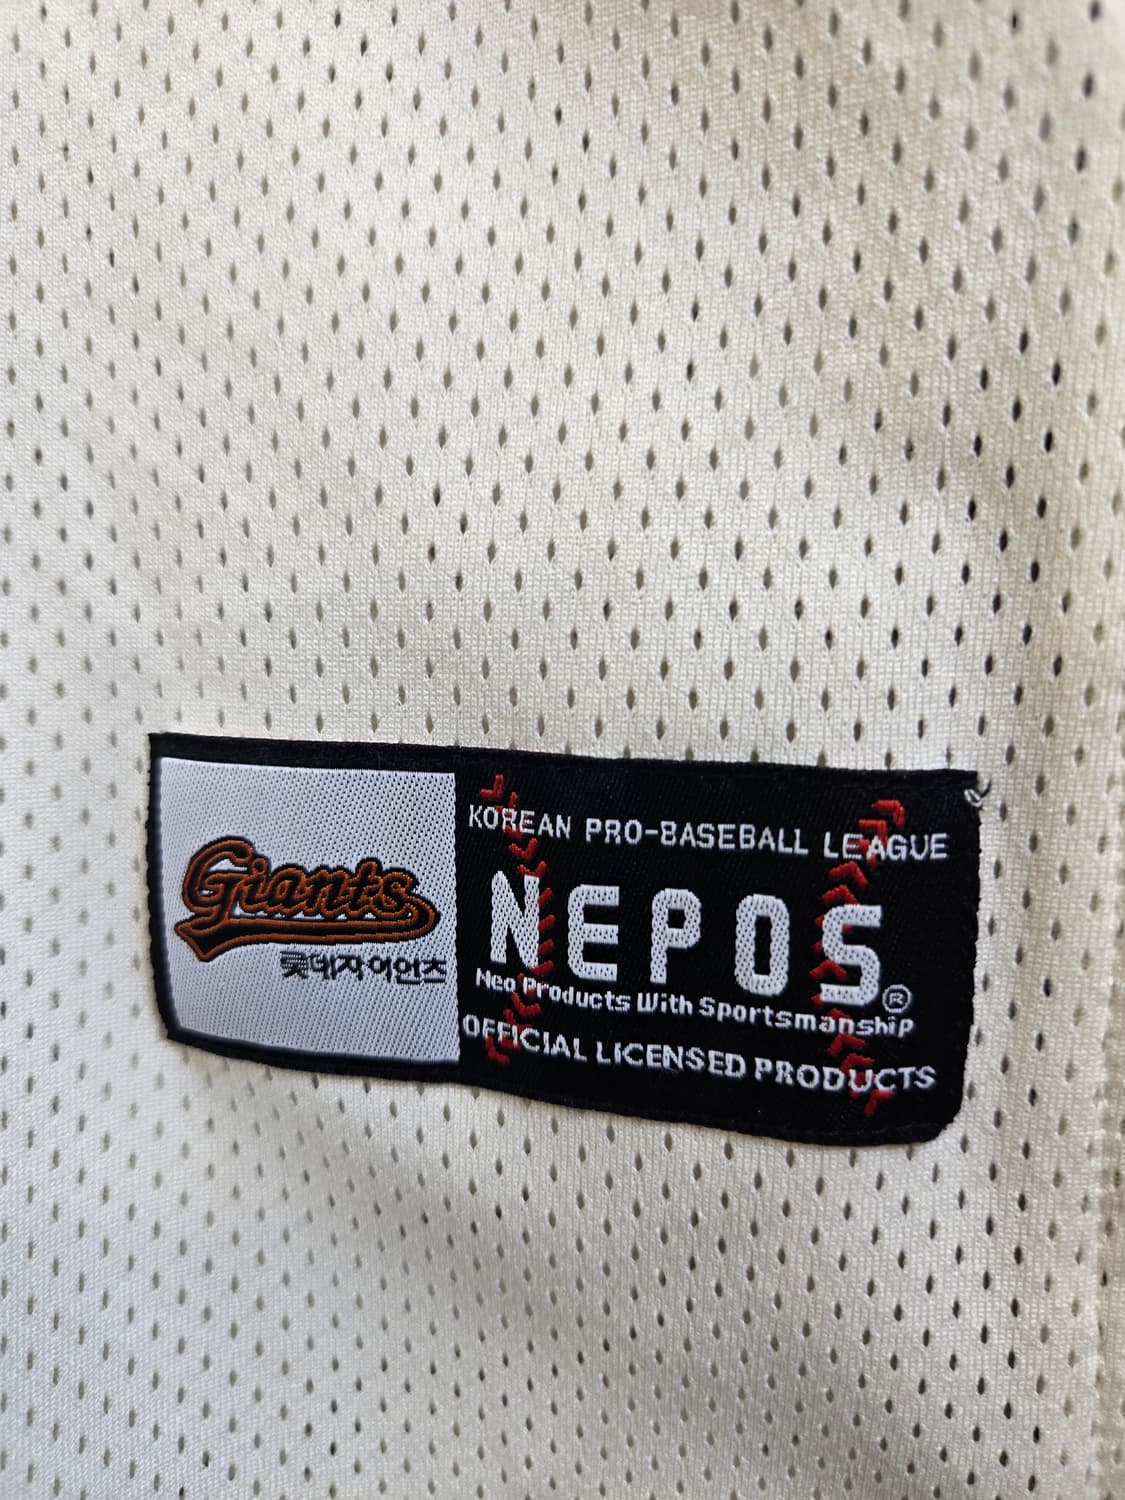 Giants
롯데자이언츠
KOREAN PRO-BASEBALL LEAGUE
NEPOS®
Neo Products With Sportsmanship
OFFICIAL LICENSED PRODUCTS